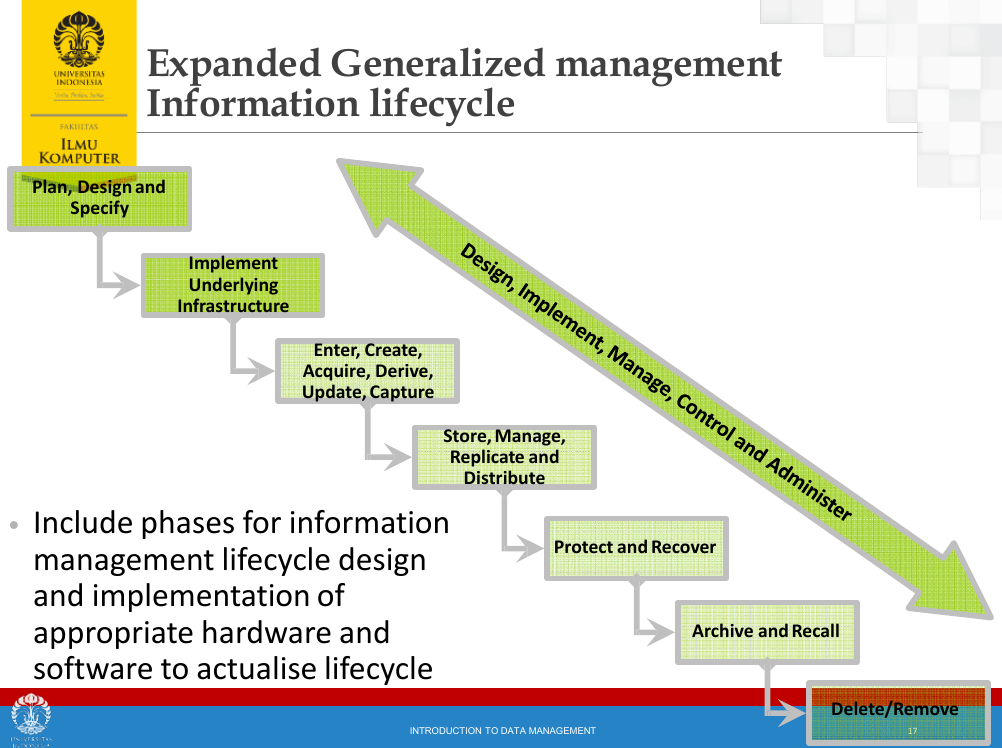 UNIVERSITAS
INDONESIA
Veritas, Probitas, Iustitia
FAKULTAS
ILMU
KOMPUTER
Expanded Generalized management
Information lifecycle
Plan, Design and
Specify
Implement
Underlying
Infrastructure
Enter, Create,
Acquire, Derive,
Update, Capture
Store, Manage,
Replicate and
Distribute
Protect and Recover
Archive and Recall
Delete/Remove
Design, Implement, Manage, Control and Administer
• Include phases for information
management lifecycle design
and implementation of
appropriate hardware and
software to actualise lifecycle
UNIVERSITAS
INDONESIA
INTRODUCTION TO DATA MANAGEMENT
17